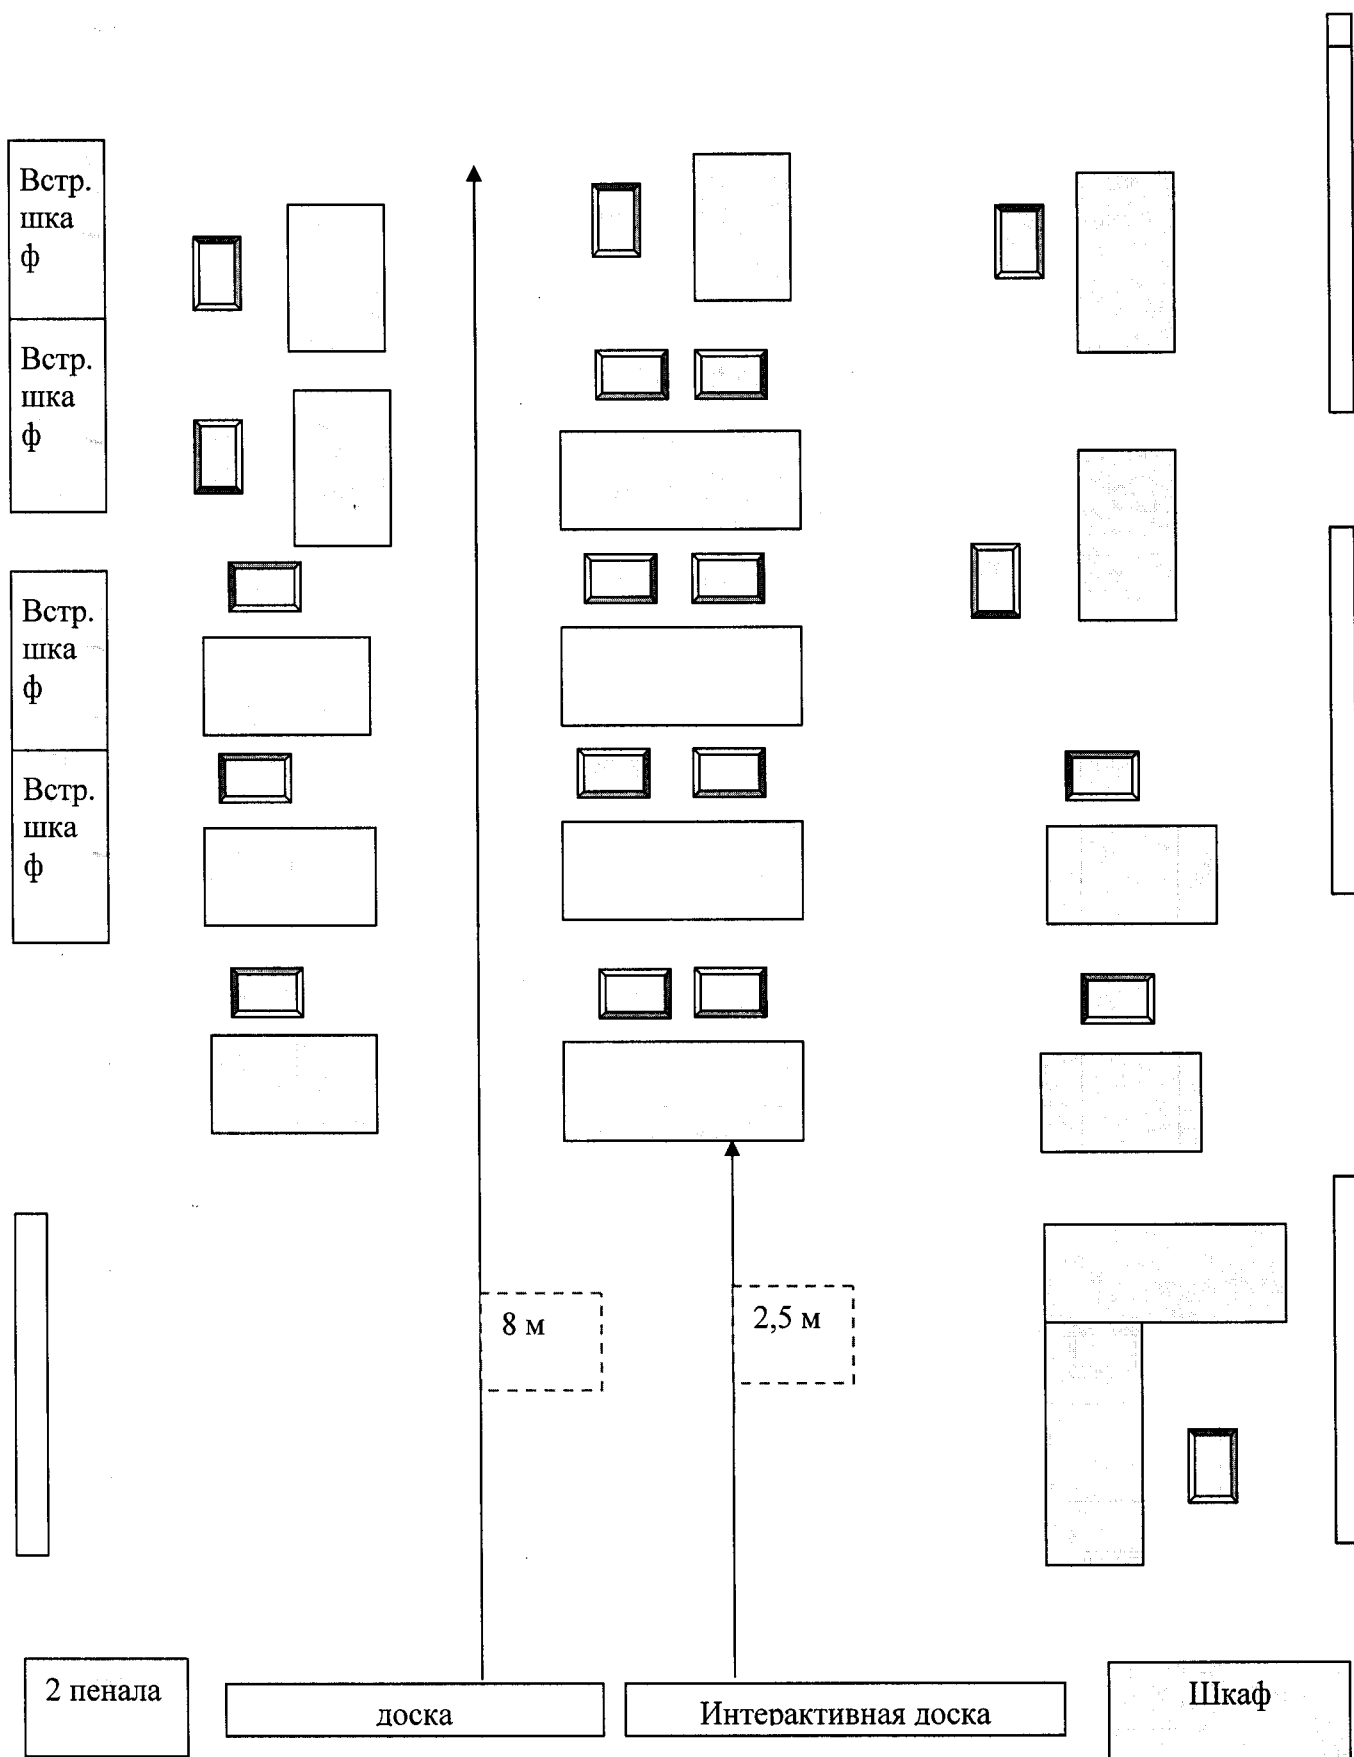 Встр.
шка
ф
Встр.
шка
ф
Встр.
шка
ф
Встр.
шка
ф
8 м
2,5 м
2 пенала
доска
Интерактивная доска
Шкаф